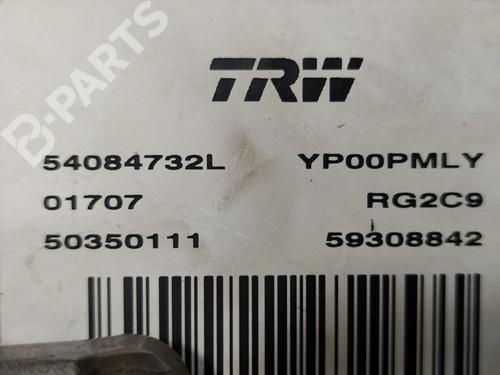 B-PARTS
TRW
54084732L YP00PMLY
01707 RG2C9
50350111 59308842